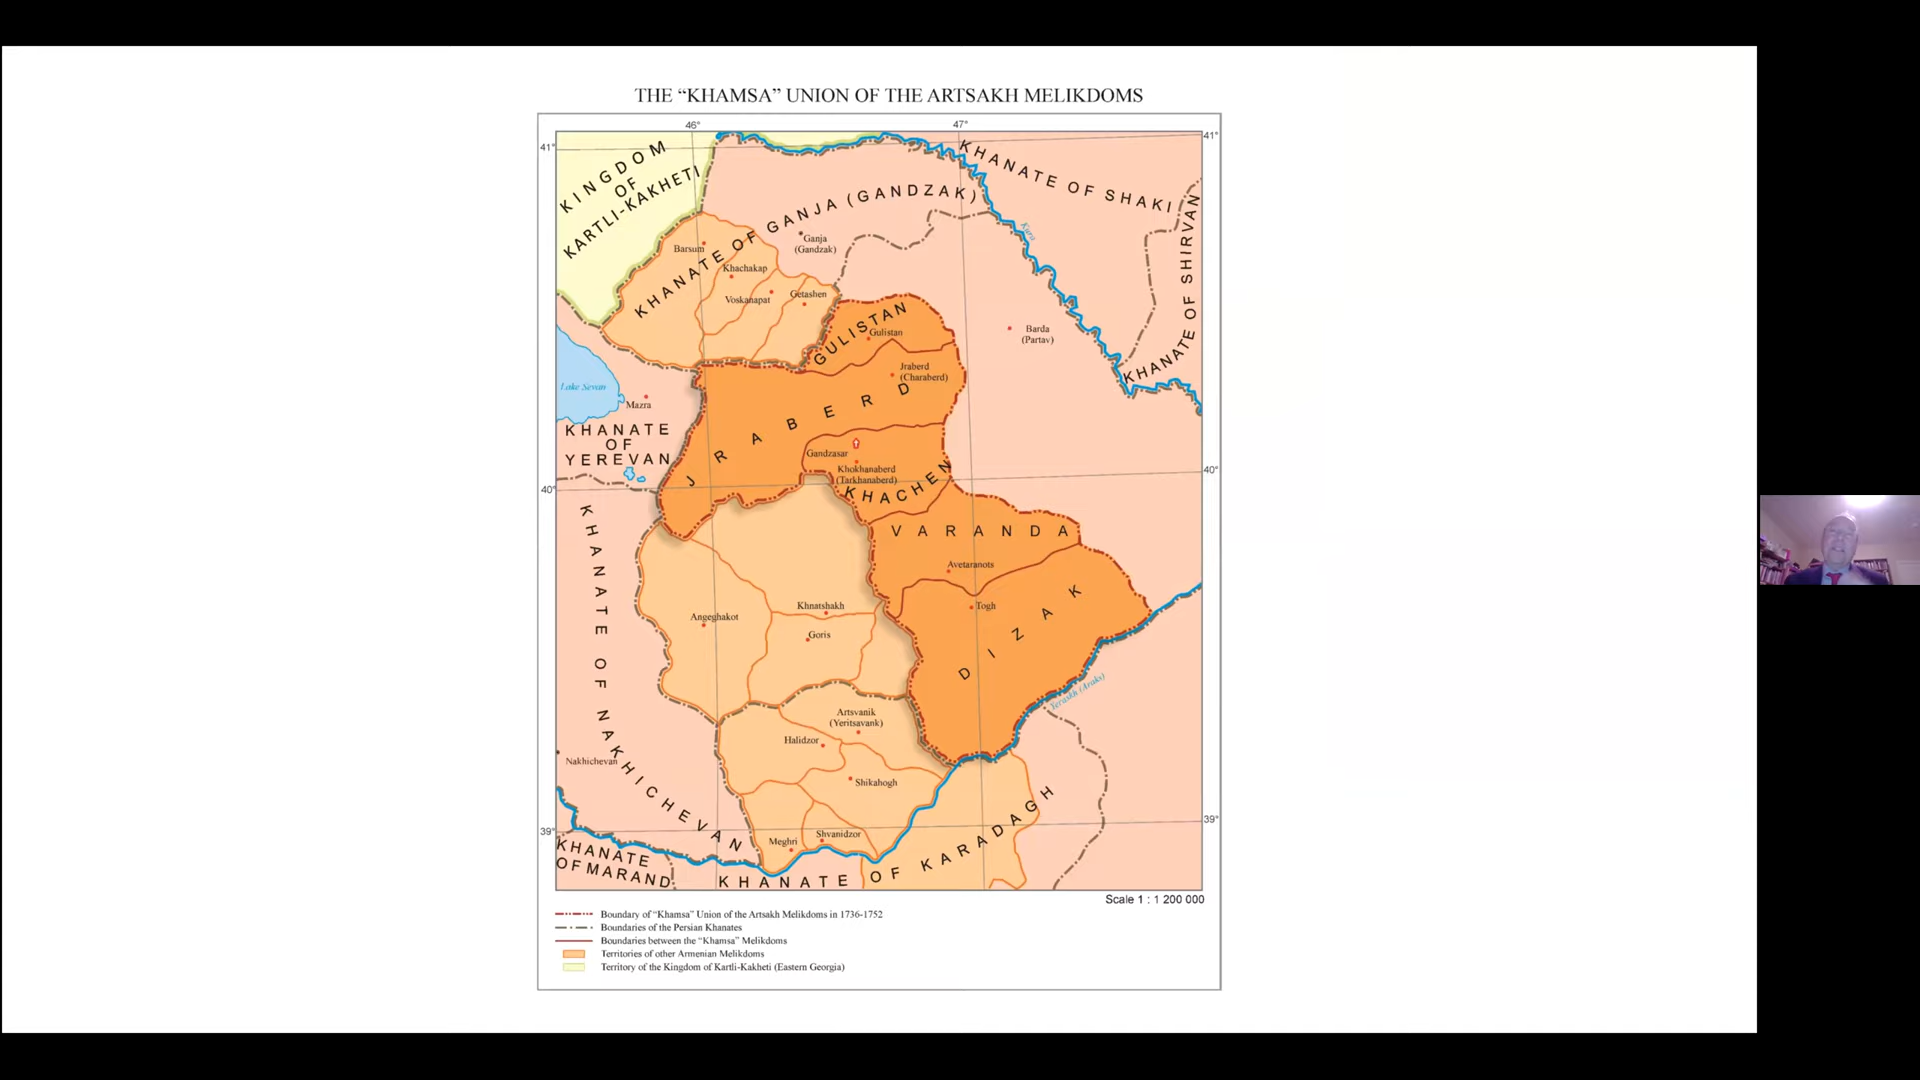 THE “KHAMSA” UNION OF THE ARTSAKH MELIKDOMS
46°
47°
41°
41°
KINGDOM
OF
KARTLI-KAKHETI
KHANATE OF SHAKI
KHANATE OF GANJA (GANDZAK)
KHANATE OF SHIRVAN
Kura
Ganja
(Gandzak)
Barsum
Khachakap
Voskanapat
Getashen
GULISTAN
Gulistan
Barda
(Partav)
Jraberd
(Charaberd)
Lake Sevan
Mazra
JRABERD
KHANATE
OF
YEREVAN
Gandzasar
Khokhanaberd
(Tarkhanaberd)
KHACHEN
40°
40°
VARANDA
Avetaranots
KHANATE OF NAKHICHEVAN
Khnatshakh
Togh
Angeghakot
Goris
DIZAK
Yeraskh (Araks)
Artsvanik
(Yeritsavank)
Halidzor
Nakhichevan
Shikahogh
39°
39°
Shvanidzor
Meghri
KHANATE
OF MARAND
KHANATE OF KARADAGH
Scale 1 : 1 200 000
Boundary of “Khamsa” Union of the Artsakh Melikdoms in 1736-1752
Boundaries of the Persian Khanates
Boundaries between the “Khamsa” Melikdoms
Territories of other Armenian Melikdoms
Territory of the Kingdom of Kartli-Kakheti (Eastern Georgia)